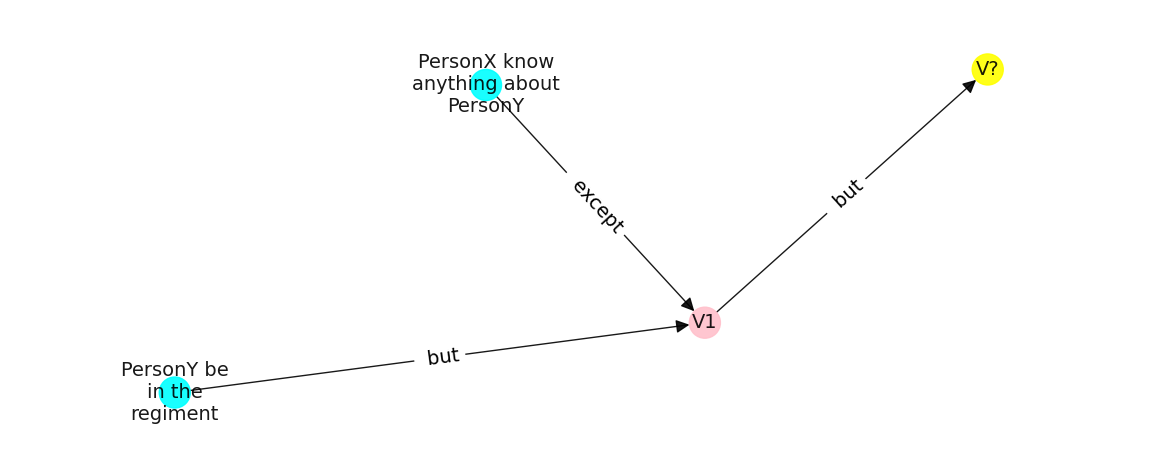 PersonX know
anything about
PersonY
V?
except
but
V1
but
PersonY be
in the
regiment